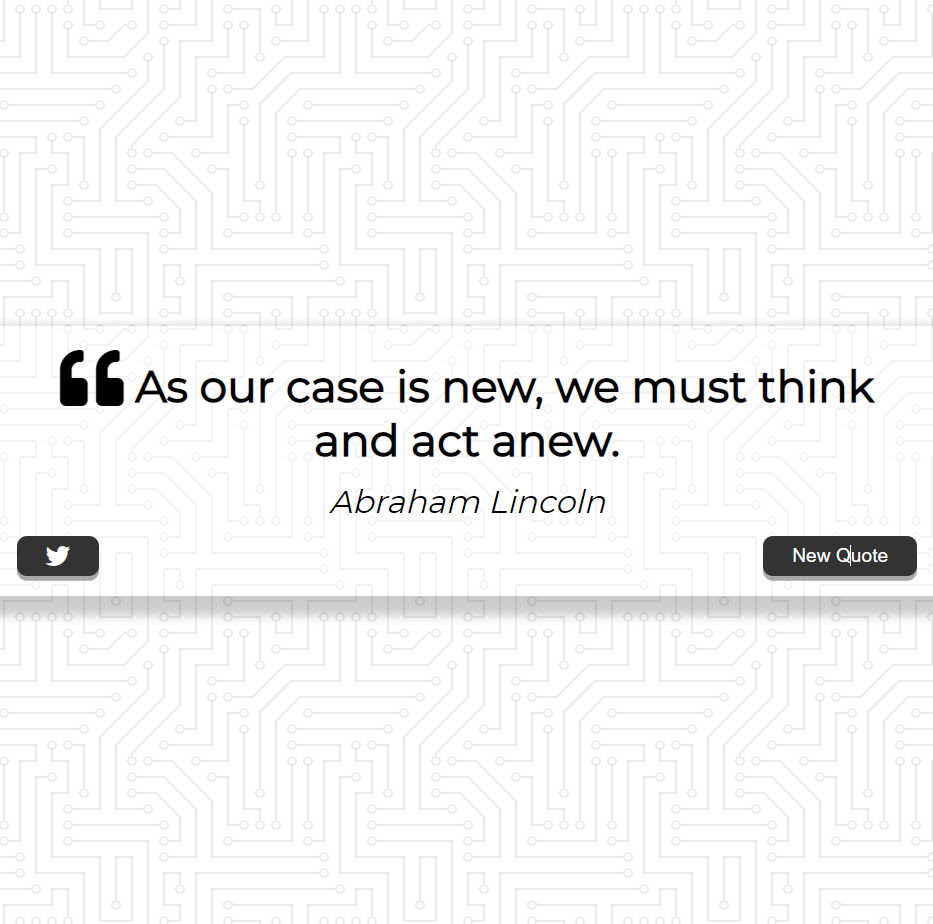 “ As our case is new, we must think
and act anew.
Abraham Lincoln
New Quote